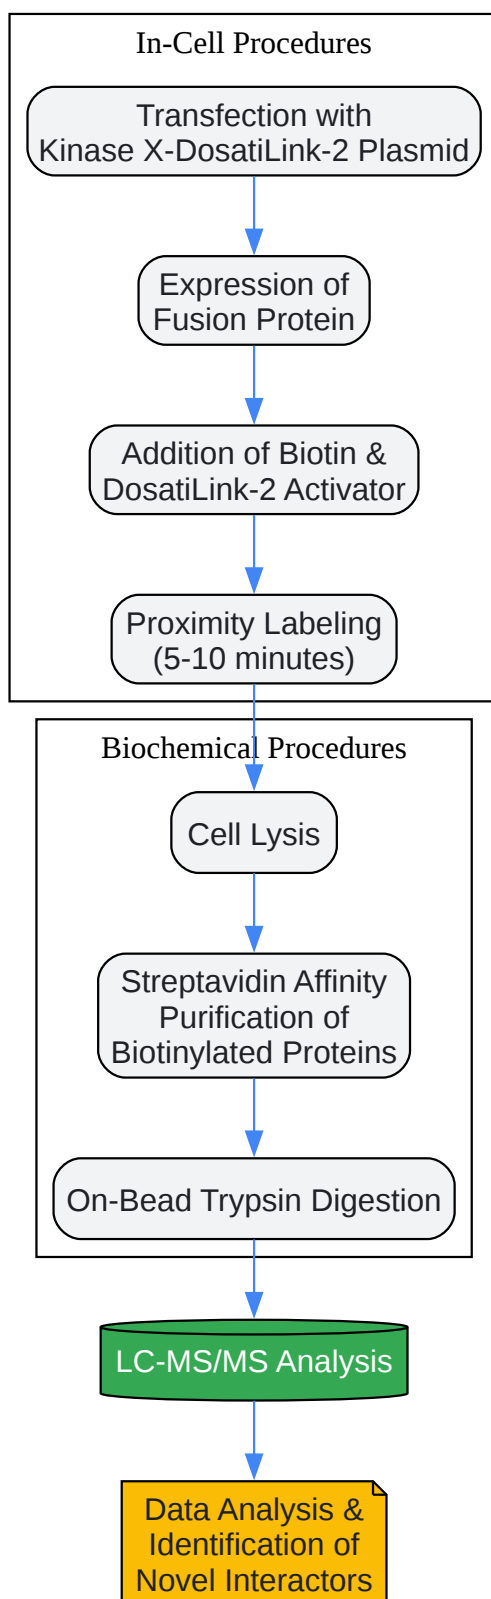 In-Cell Procedures
Transfection with
Kinase X-DosatiLink-2 Plasmid
Expression of
Fusion Protein
Addition of Biotin &
DosatiLink-2 Activator
Proximity Labeling
(5-10 minutes)
Biochemical Procedures
Cell Lysis
Streptavidin Affinity
Purification of
Biotinylated Proteins
On-Bead Trypsin Digestion
LC-MS/MS Analysis
Data Analysis &
Identification of
Novel Interactors